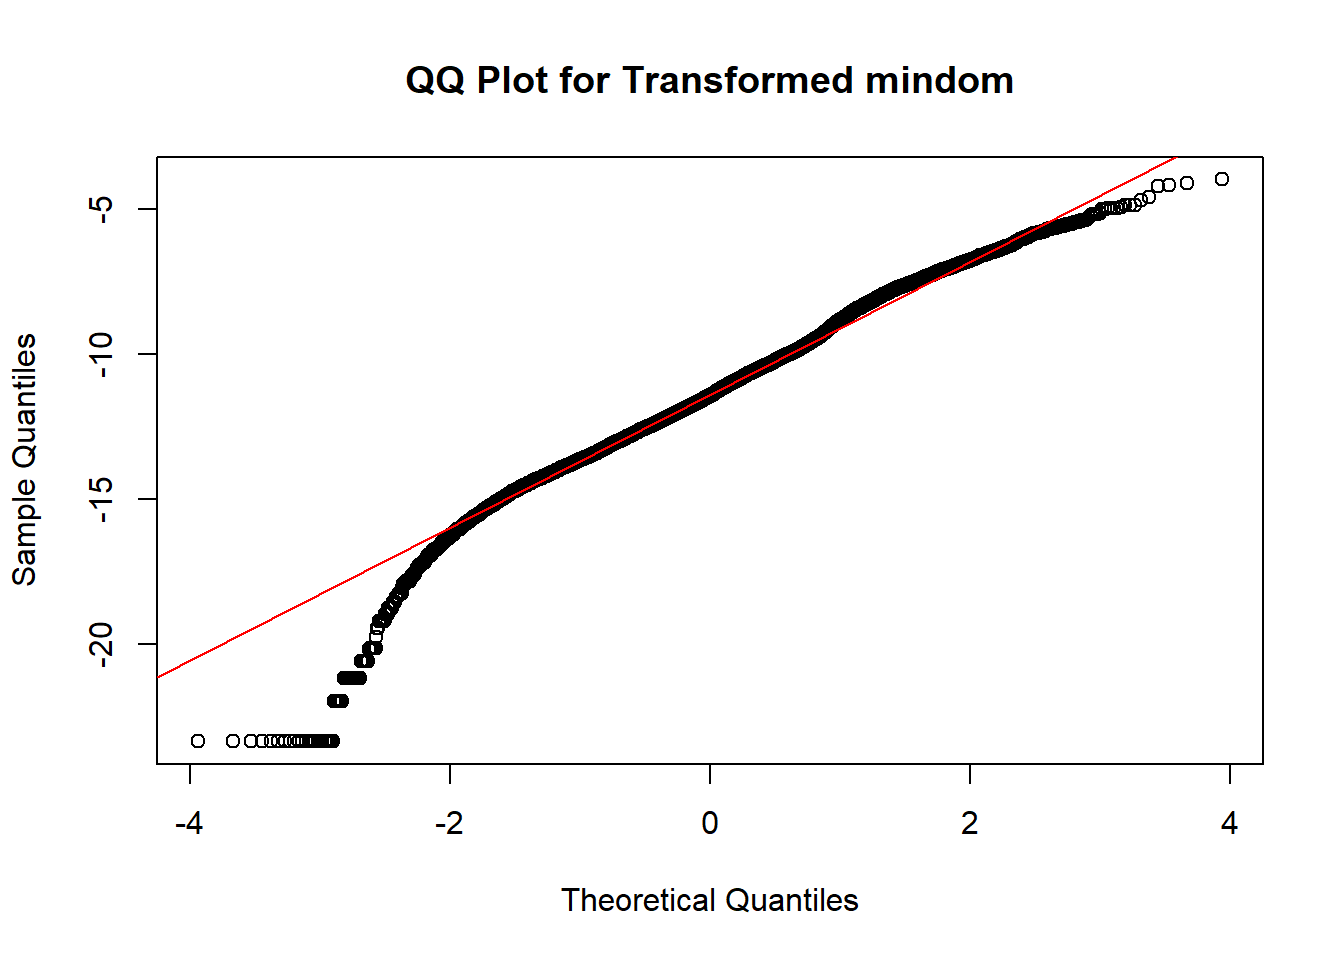 QQ Plot for Transformed mindom
Sample Quantiles
-5
-10
-15
-20
-4 -2 0 2 4
Theoretical Quantiles